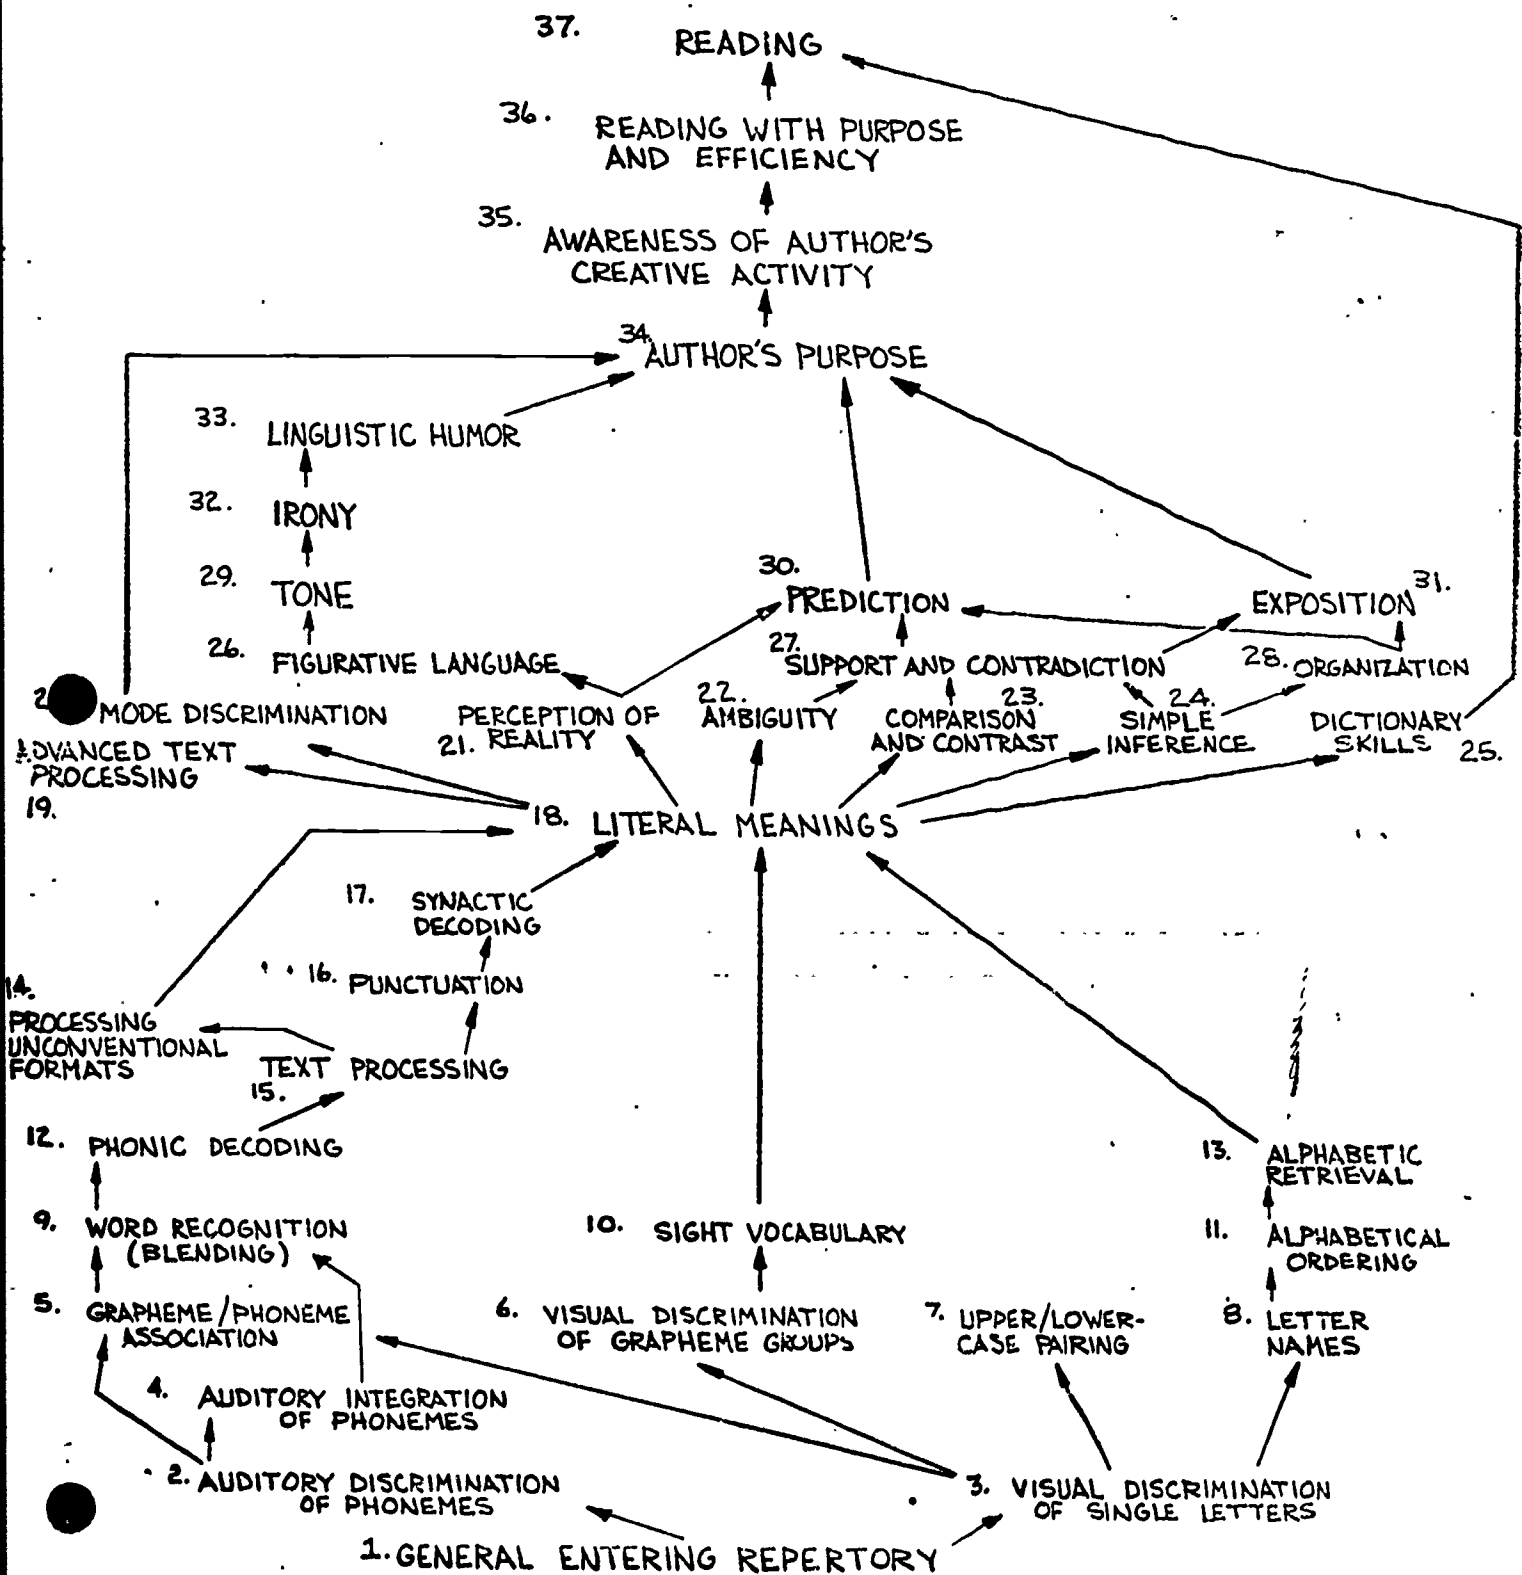 37. READING
36. READING WITH PURPOSE
AND EFFICIENCY
35. AWARENESS OF AUTHOR'S
CREATIVE ACTIVITY
34. AUTHOR'S PURPOSE
33. LINGUISTIC HUMOR
32. IRONY
29. TONE
30. PREDICTION
EXPOSITION 31.
26. FIGURATIVE LANGUAGE
27. SUPPORT AND CONTRADICTION
28. ORGANIZATION
2 MODE DISCRIMINATION
PERCEPTION OF
21. REALITY
22. AMBIGUITY
23. COMPARISON
AND CONTRAST
24. SIMPLE
INFERENCE
DICTIONARY
SKILLS 25.
ADVANCED TEXT
PROCESSING
19.
18. LITERAL MEANINGS
17. SYNACTIC
DECODING
16. PUNCTUATION
14. PROCESSING
UNCONVENTIONAL
FORMATS
TEXT PROCESSING
15.
12. PHONIC DECODING
13. ALPHABETIC
RETRIEVAL
9. WORD RECOGNITION
(BLENDING)
10. SIGHT VOCABULARY
11. ALPHABETICAL
ORDERING
5. GRAPHEME/PHONEME
ASSOCIATION
6. VISUAL DISCRIMINATION
OF GRAPHEME GROUPS
7. UPPER/LOWER-
CASE PAIRING
8. LETTER
NAMES
4. AUDITORY INTEGRATION
OF PHONEMES
2. AUDITORY DISCRIMINATION
OF PHONEMES
3. VISUAL DISCRIMINATION
OF SINGLE LETTERS
1. GENERAL ENTERING REPERTORY